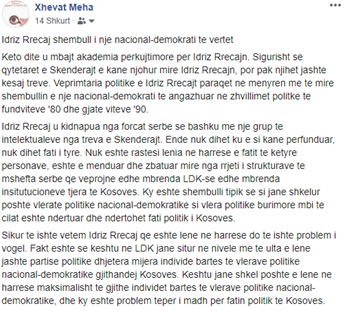 Xhevat Meha
14 Shkurt ·
Idriz Rrecaj shembull i nje nacional-demokrati te vertet
Keto dite u mbajt akademia perkujtimore per Idriz Rrecajn. Sigurisht se
qytetaret e Skenderajt e kane njohur mire Idriz Rrecajn, por pak njihet jashte
kesaj treve. Veprimtaria politike e Idriz Rrecajt paraqet ne menyren me te mire
shembullin e nje nacional-demokrati te angazhuar ne zhvillimet politke te
fundviteve '80 dhe gjate viteve '90.
Idriz Rrecaj u kidnapua nga forcat serbe se bashku me nje grup te
intelektualeve nga treva e Skenderajt. Ende nuk dihet ku e si kane perfunduar,
nuk dihet fati i tyre. Nuk eshte rastesi lenia ne harrese e fatit te ketyre
personave, eshte e menduar dhe zbatuar mire nga rrjeti i strukturave te
mshefta serbe qe veprojne edhe mbrenda LDK-se edhe mbrenda
insitutucioneve tjera te Kosoves. Ky eshte shembulli tipik se si jane shkelur
poshte vlerate politike nacional-demokratike si vlera politike burimore mbi te
cilat eshte ndertuar dhe ndertohet fati politik i Kosoves.
Sikur te ishte vetem Idriz Rrecaj qe eshte lene ne harrese do te ishte problem i
vogel. Fakt eshte se keshtu ne LDK jane situr ne nivele me te ulta e lene
jashte partise politike dhjetera mijera individe bartes te vlerave politike
nacional-demokratike gjithandej Kosoves. Keshtu jane shkel poshte e lene ne
harrese maksimalisht te gjithe individet bartes te vlerave politike nacional-
demokratike, dhe ky eshte problem teper i madh per fatin politik te Kosoves.